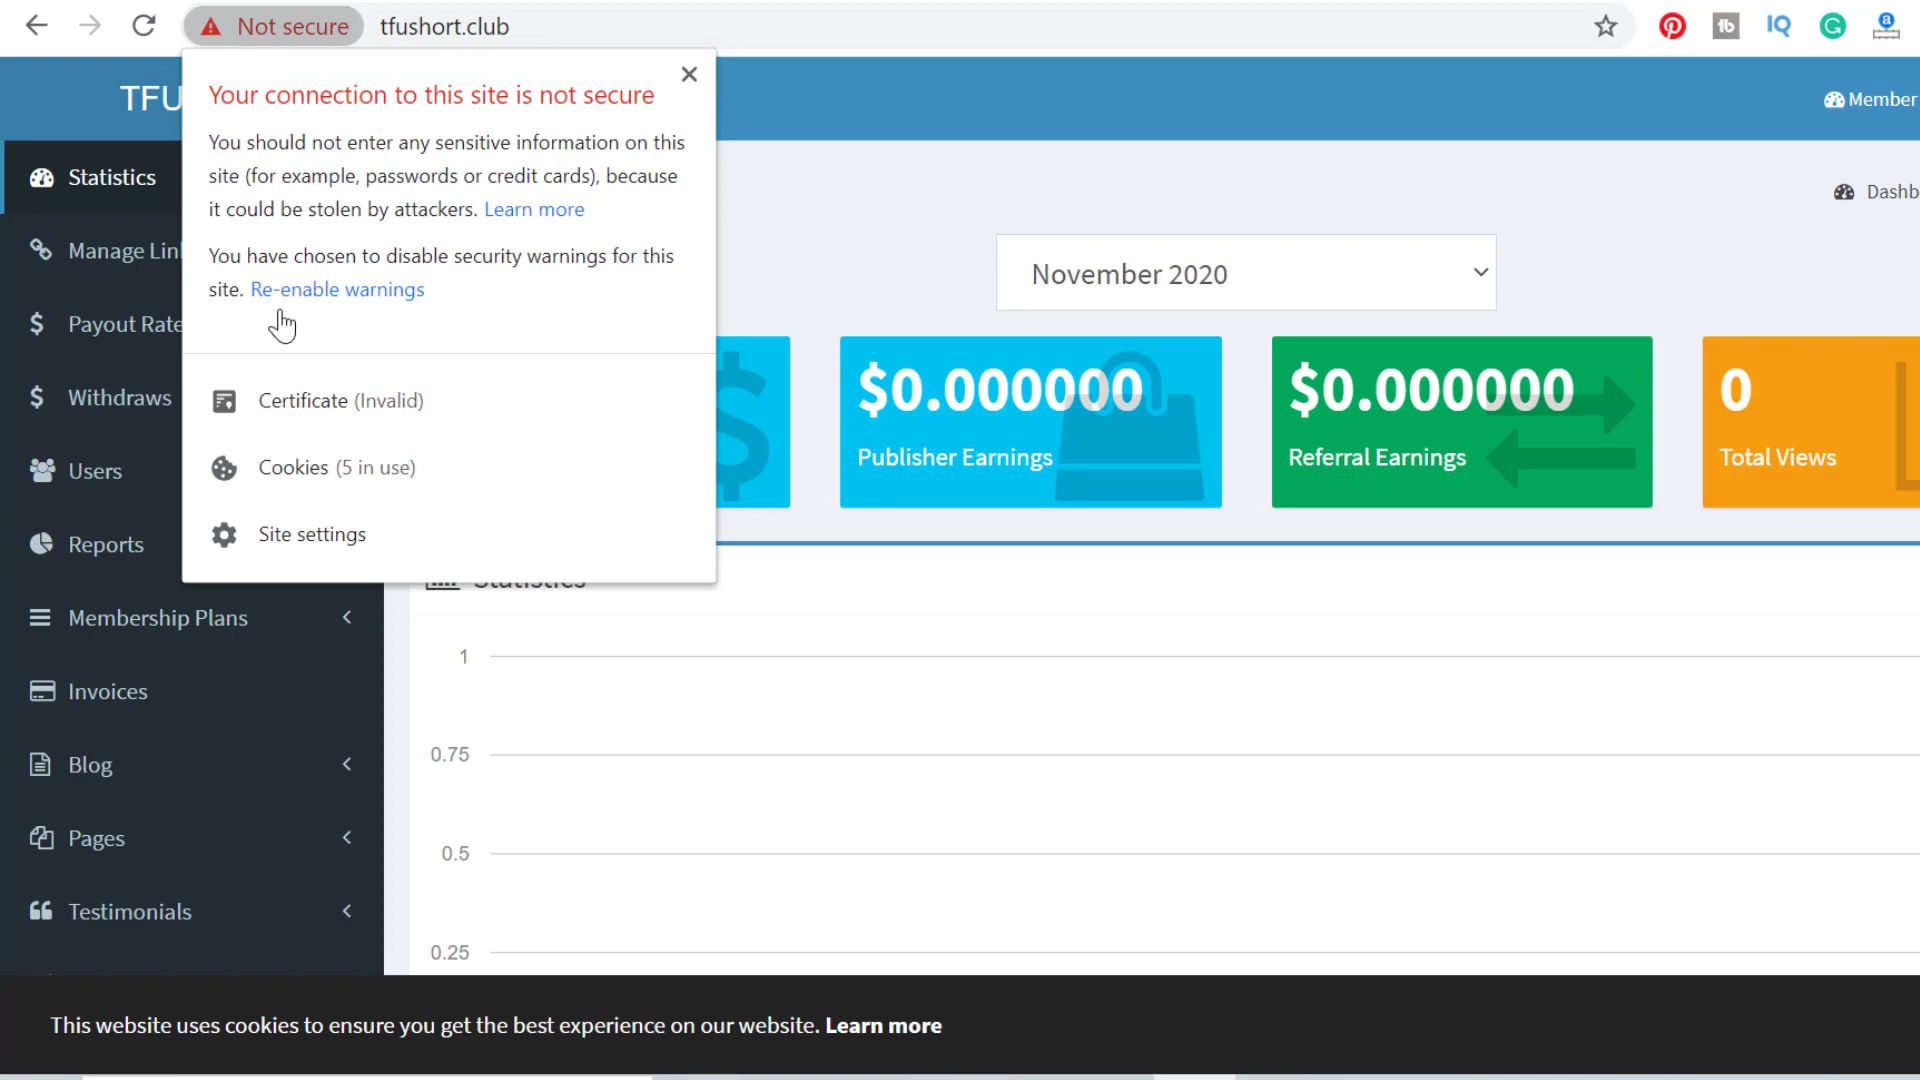 Not secure
tfushort.club
TFU
Member
Your connection to this site is not secure
You should not enter any sensitive information on this
site (for example, passwords or credit cards), because
it could be stolen by attackers. Learn more
You have chosen to disable security warnings for this
site. Re-enable warnings
Certificate (Invalid)
Cookies (5 in use)
Site settings
Statistics
Manage Lin
Payout Rate
Withdraws
Users
Reports
Membership Plans
Invoices
Blog
Pages
Testimonials
Dashb
November 2020
$0.000000
Publisher Earnings
$0.000000
Referral Earnings
0
Total Views
Statistics
1
0.75
0.5
0.25
This website uses cookies to ensure you get the best experience on our website. Learn more